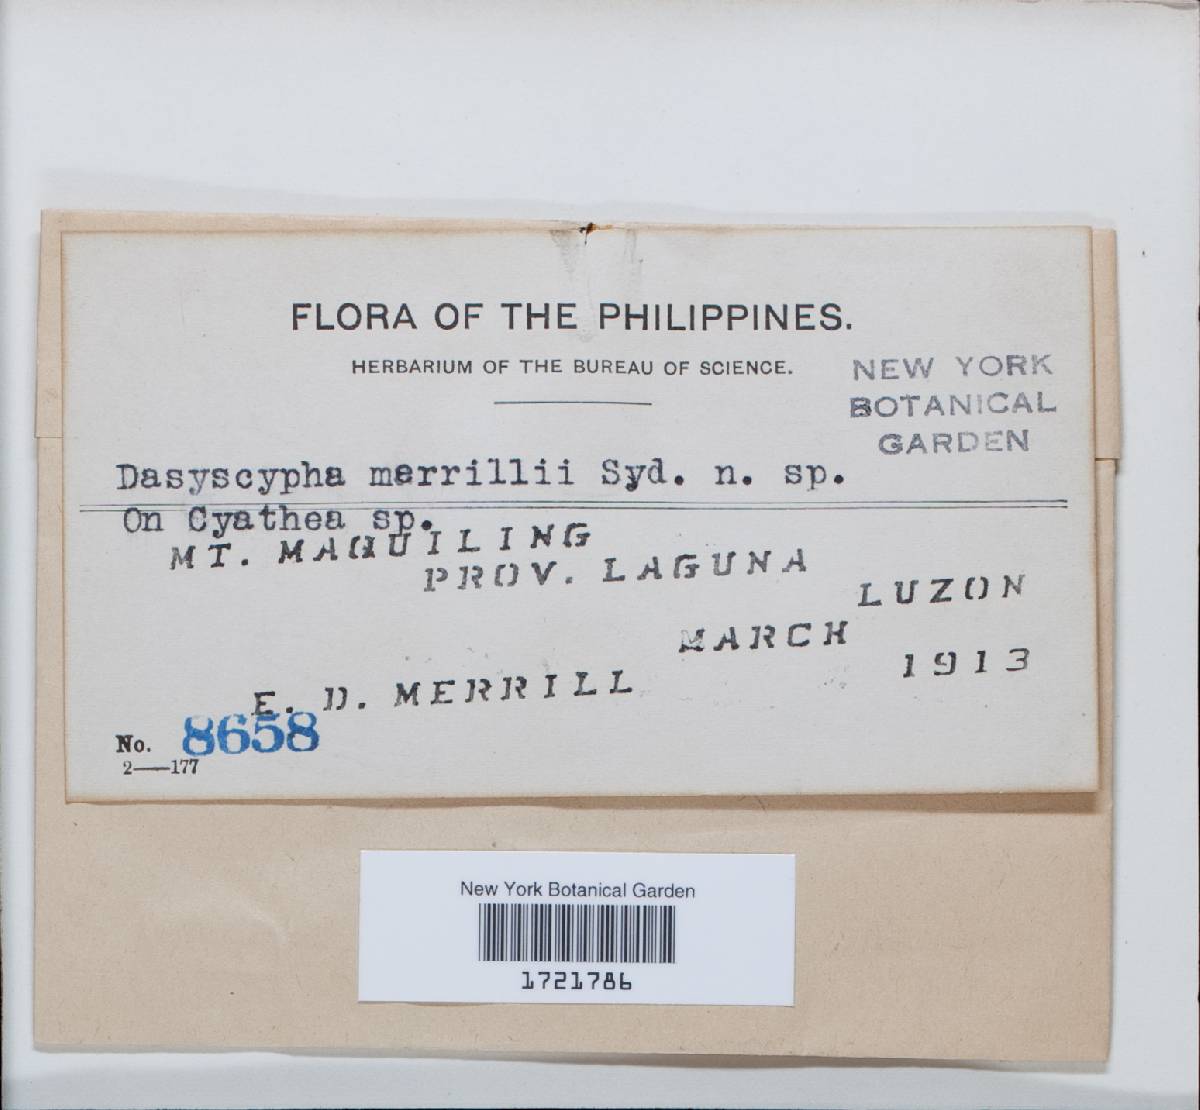 FLORA OF THE PHILIPPINES.
HERBARIUM OF THE BUREAU OF SCIENCE.
NEW YORK
BOTANICAL
GARDEN
Dasyscypha merrillii Syd. n. sp.
On Cyathea sp.
MT. MAQUILING
PROV. LAGUNA
LUZON
MARCH
1913
E. D. MERRILL
No. 8658
2—177
New York Botanical Garden
1721786